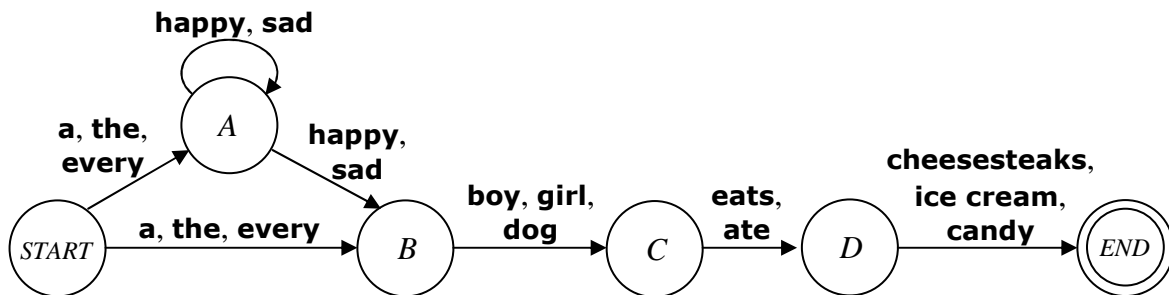 happy, sad
A
a, the,
every
happy,
sad
START
a, the, every
B
boy, girl,
dog
C
eats,
ate
D
cheesesteaks,
ice cream,
candy
END